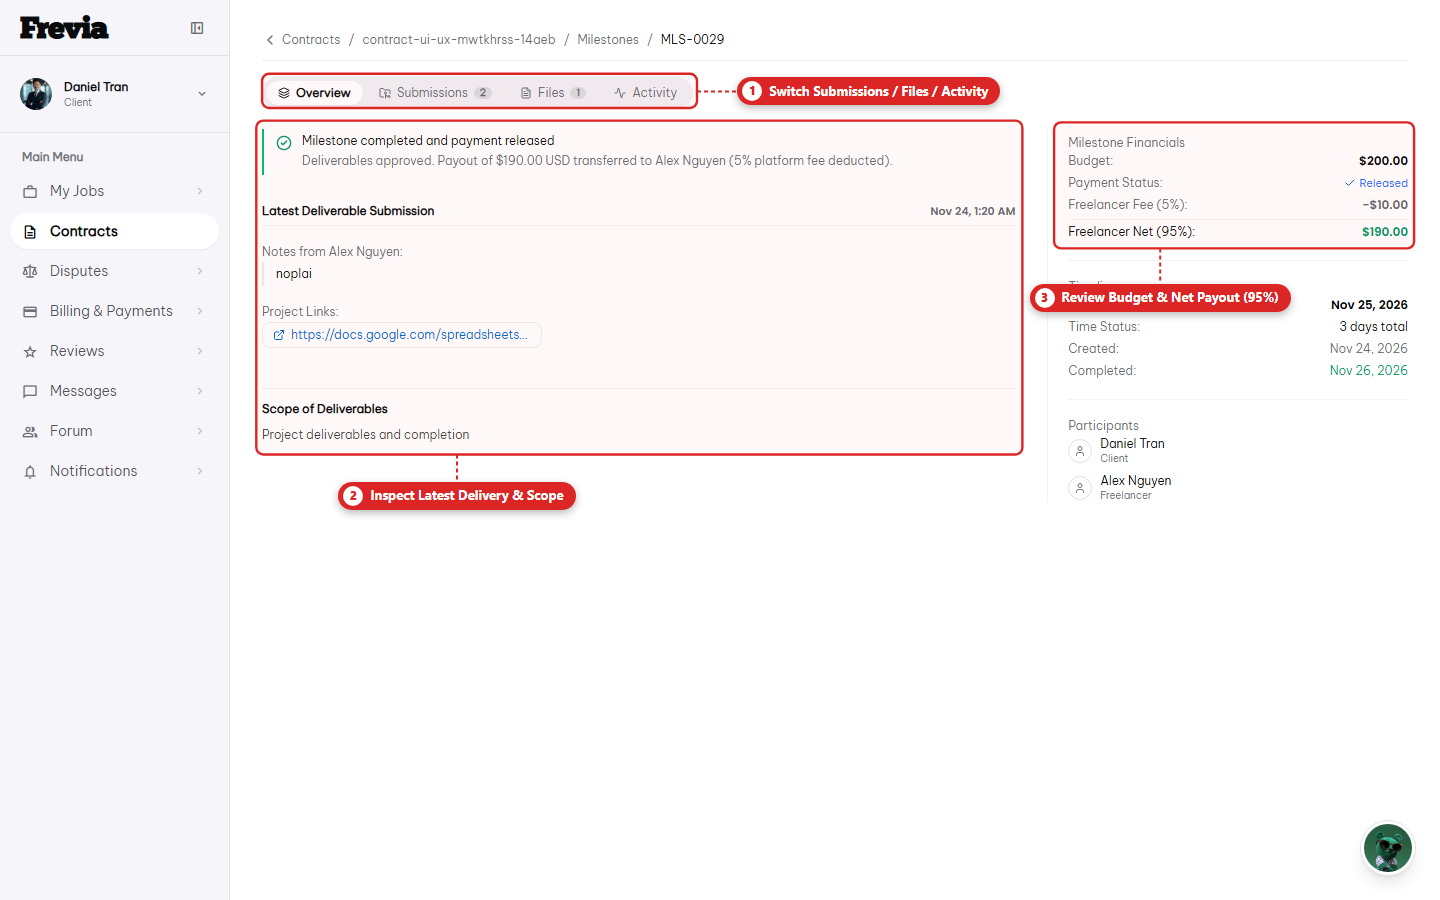 Frevia
Daniel Tran
Client
Main Menu
My Jobs
Contracts
Disputes
Billing & Payments
Reviews
Messages
Forum
Notifications
Contracts / contract-ui-ux-mwtkhrss-14aeb / Milestones / MLS-0029
Overview Submissions 2 Files 1 Activity
1 Switch Submissions / Files / Activity
Milestone completed and payment released
Deliverables approved. Payout of $190.00 USD transferred to Alex Nguyen (5% platform fee deducted).
Latest Deliverable Submission Nov 24, 1:20 AM
Notes from Alex Nguyen:
noplai
Project Links:
https://docs.google.com/spreadsheets...
Scope of Deliverables
Project deliverables and completion
2 Inspect Latest Delivery & Scope
Milestone Financials
Budget: $200.00
Payment Status: Released
Freelancer Fee (5%): -$10.00
Freelancer Net (95%): $190.00
3 Review Budget & Net Payout (95%)
Nov 25, 2026
Time Status: 3 days total
Created: Nov 24, 2026
Completed: Nov 26, 2026
Participants
Daniel Tran
Client
Alex Nguyen
Freelancer